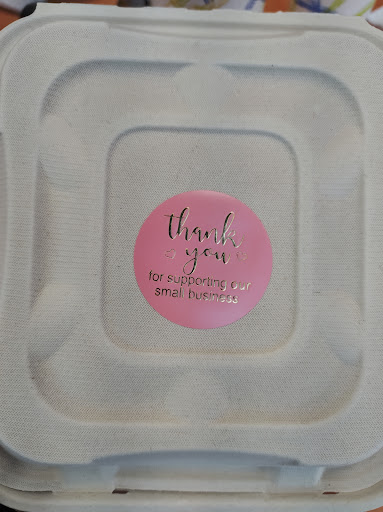 thank
you
for supporting our
small business